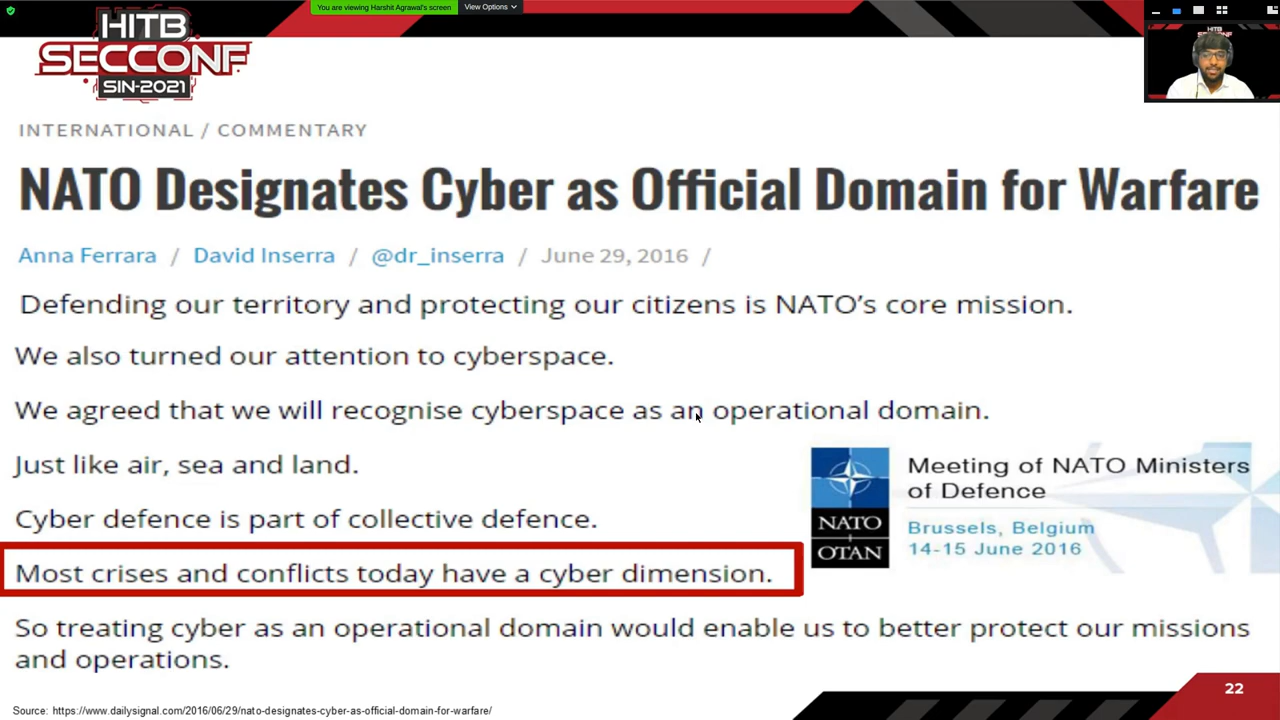 You are viewing Harshit Agrawal's screen
View Options
HITB
SECCONF
SIN-2021
INTERNATIONAL / COMMENTARY
NATO Designates Cyber as Official Domain for Warfare
Anna Ferrara / David Inserra / @dr_inserra / June 29, 2016 /
Defending our territory and protecting our citizens is NATO's core mission.
We also turned our attention to cyberspace.
We agreed that we will recognise cyberspace as an operational domain.
Just like air, sea and land.
Cyber defence is part of collective defence.
Most crises and conflicts today have a cyber dimension.
So treating cyber as an operational domain would enable us to better protect our missions
and operations.
NATO
OTAN
Meeting of NATO Ministers
of Defence
Brussels, Belgium
14-15 June 2016
22
Source: https://www.dailysignal.com/2016/06/29/nato-designates-cyber-as-official-domain-for-warfare/